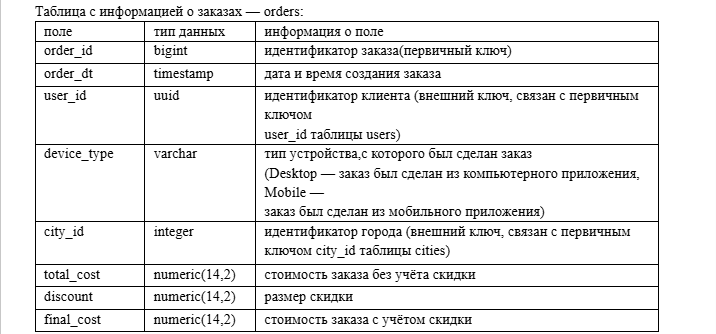 Таблица с информацией о заказах — orders:
поле тип данных информация о поле
order_id bigint идентификатор заказа(первичный ключ)
order_dt timestamp дата и время создания заказа
user_id uuid идентификатор клиента (внешний ключ, связан с первичным
ключом
user_id таблицы users)
device_type varchar тип устройства,с которого был сделан заказ
(Desktop — заказ был сделан из компьютерного приложения,
Mobile —
заказ был сделан из мобильного приложения)
city_id integer идентификатор города (внешний ключ, связан с первичным
ключом city_id таблицы cities)
total_cost numeric(14,2) стоимость заказа без учёта скидки
discount numeric(14,2) размер скидки
final_cost numeric(14,2) стоимость заказа с учётом скидки